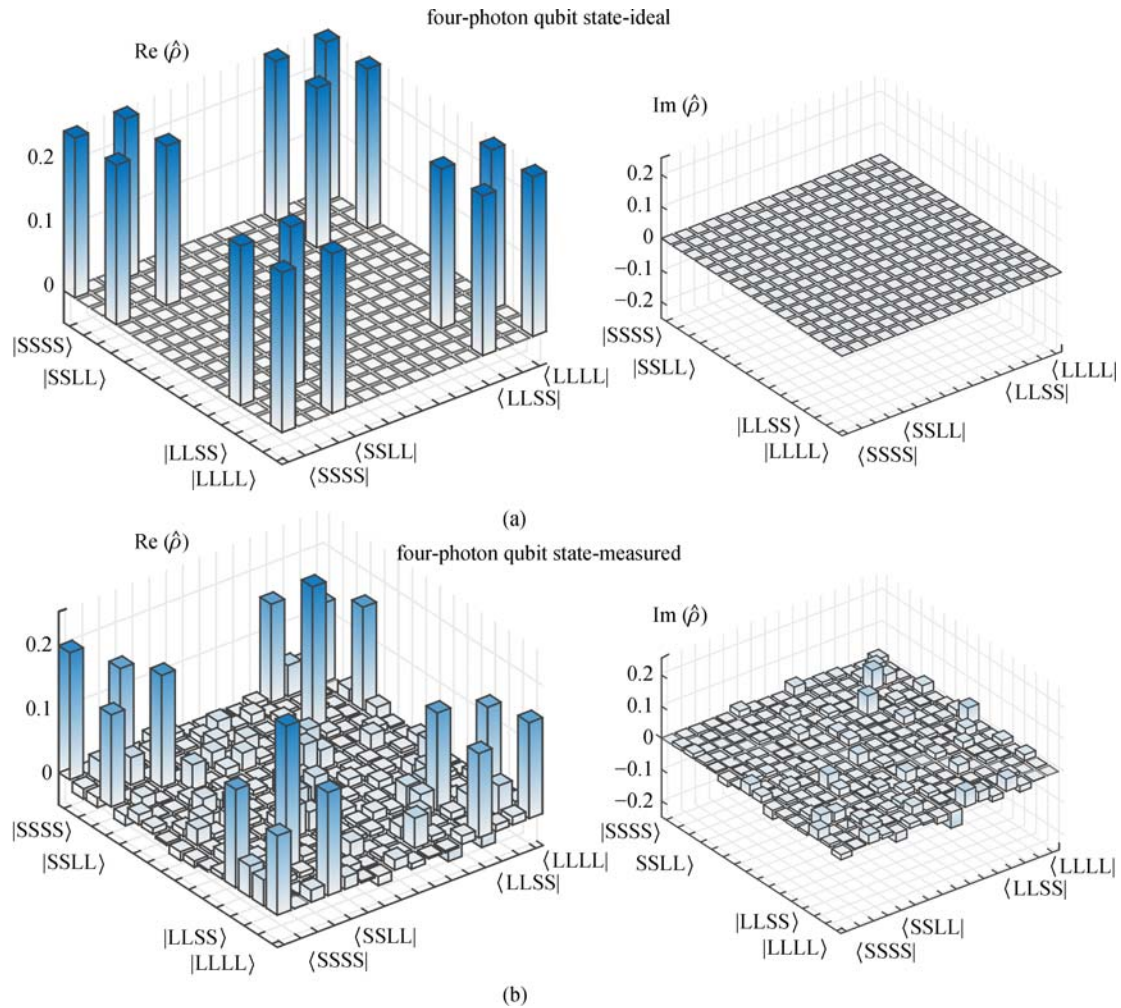 (a)
four-photon qubit state-ideal
Re (ρ̂)
0.2
0.1
0
|SSSS⟩
|SSLL⟩
|LLSS⟩
|LLLL⟩
⟨SSSS|
⟨SSLL|
⟨LLSS|
⟨LLLL|
Im (ρ̂)
0.2
0.1
0
−0.1
−0.2
|SSSS⟩
|SSLL⟩
|LLSS⟩
|LLLL⟩
⟨SSSS|
⟨SSLL|
⟨LLSS|
⟨LLLL|
(a)
four-photon qubit state-measured
Re (ρ̂)
0.2
0.1
0
|SSSS⟩
|SSLL⟩
|LLSS⟩
|LLLL⟩
⟨SSSS|
⟨SSLL|
⟨LLSS|
⟨LLLL|
Im (ρ̂)
0.2
0.1
0
−0.1
−0.2
|SSSS⟩
SSLL⟩
|LLSS⟩
|LLLL⟩
⟨SSSS|
⟨SSLL|
⟨LLSS|
⟨LLLL|
(b)